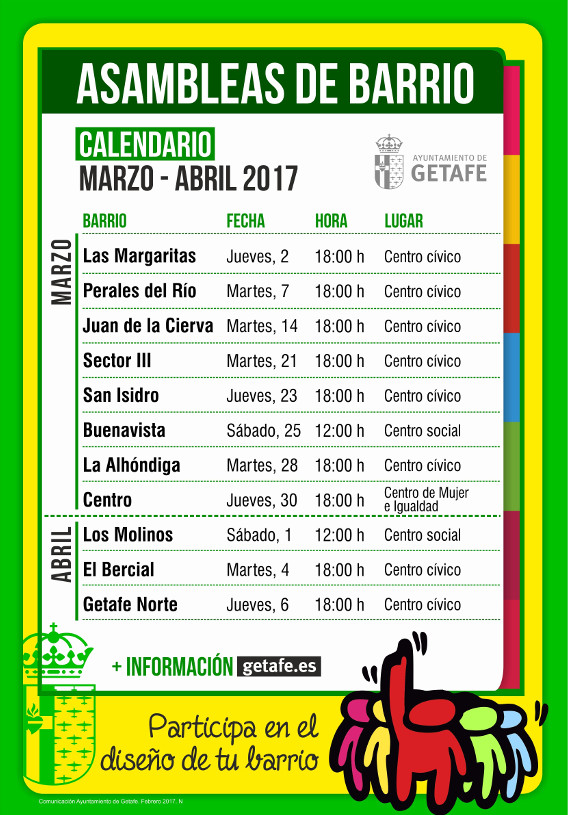 ASAMBLEAS DE BARRIO
CALENDARIO
MARZO - ABRIL 2017
AYUNTAMIENTO DE
GETAFE
BARRIO FECHA HORA LUGAR
MARZO
Las Margaritas Jueves, 2 18:00 h Centro cívico
Perales del Río Martes, 7 18:00 h Centro cívico
Juan de la Cierva Martes, 14 18:00 h Centro cívico
Sector III Martes, 21 18:00 h Centro cívico
San Isidro Jueves, 23 18:00 h Centro cívico
Buenavista Sábado, 25 12:00 h Centro social
La Alhóndiga Martes, 28 18:00 h Centro cívico
Centro Jueves, 30 18:00 h Centro de Mujer
e Igualdad
ABRIL
Los Molinos Sábado, 1 12:00 h Centro social
El Bercial Martes, 4 18:00 h Centro cívico
Getafe Norte Jueves, 6 18:00 h Centro cívico
+ INFORMACIÓN getafe.es
Participa en el
diseño de tu barrio
Comunicación Ayuntamiento de Getafe. Febrero 2017. N